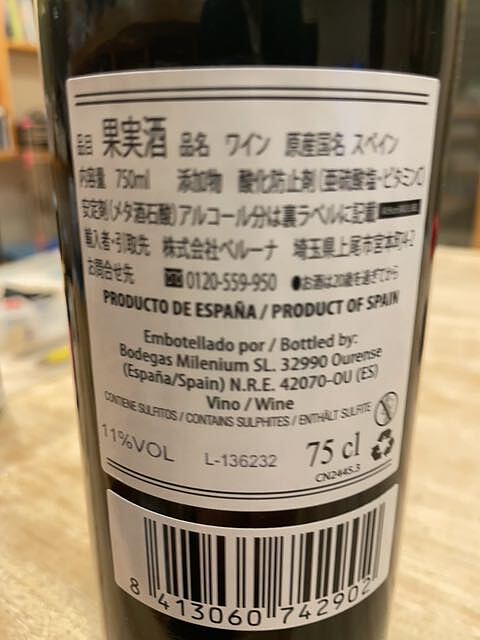 品目 果実酒 品名 ワイン 原産国名 スペイン
内容量 750ml 添加物 酸化防止剤(亜硫酸塩・ビタミンC)
安定剤(メタ酒石酸)アルコール分は裏ラベルに記載
輸入者・引取先 株式会社ベルーナ 埼玉県上尾市宮本町4-2
お問合せ先 0120-559-950 ●お酒は20歳を過ぎてから
PRODUCTO DE ESPAÑA / PRODUCT OF SPAIN
Embotellado por / Bottled by:
Bodegas Milenium SL. 32990 Ourense
(España/Spain) N.R.E. 42070-OU (ES)
Vino / Wine
CONTIENE SULFITOS / CONTAINS SULPHITES / ENTHÄLT SULFITE
11%VOL L-136232 75 cl
CN2445.3
8 413060 742902